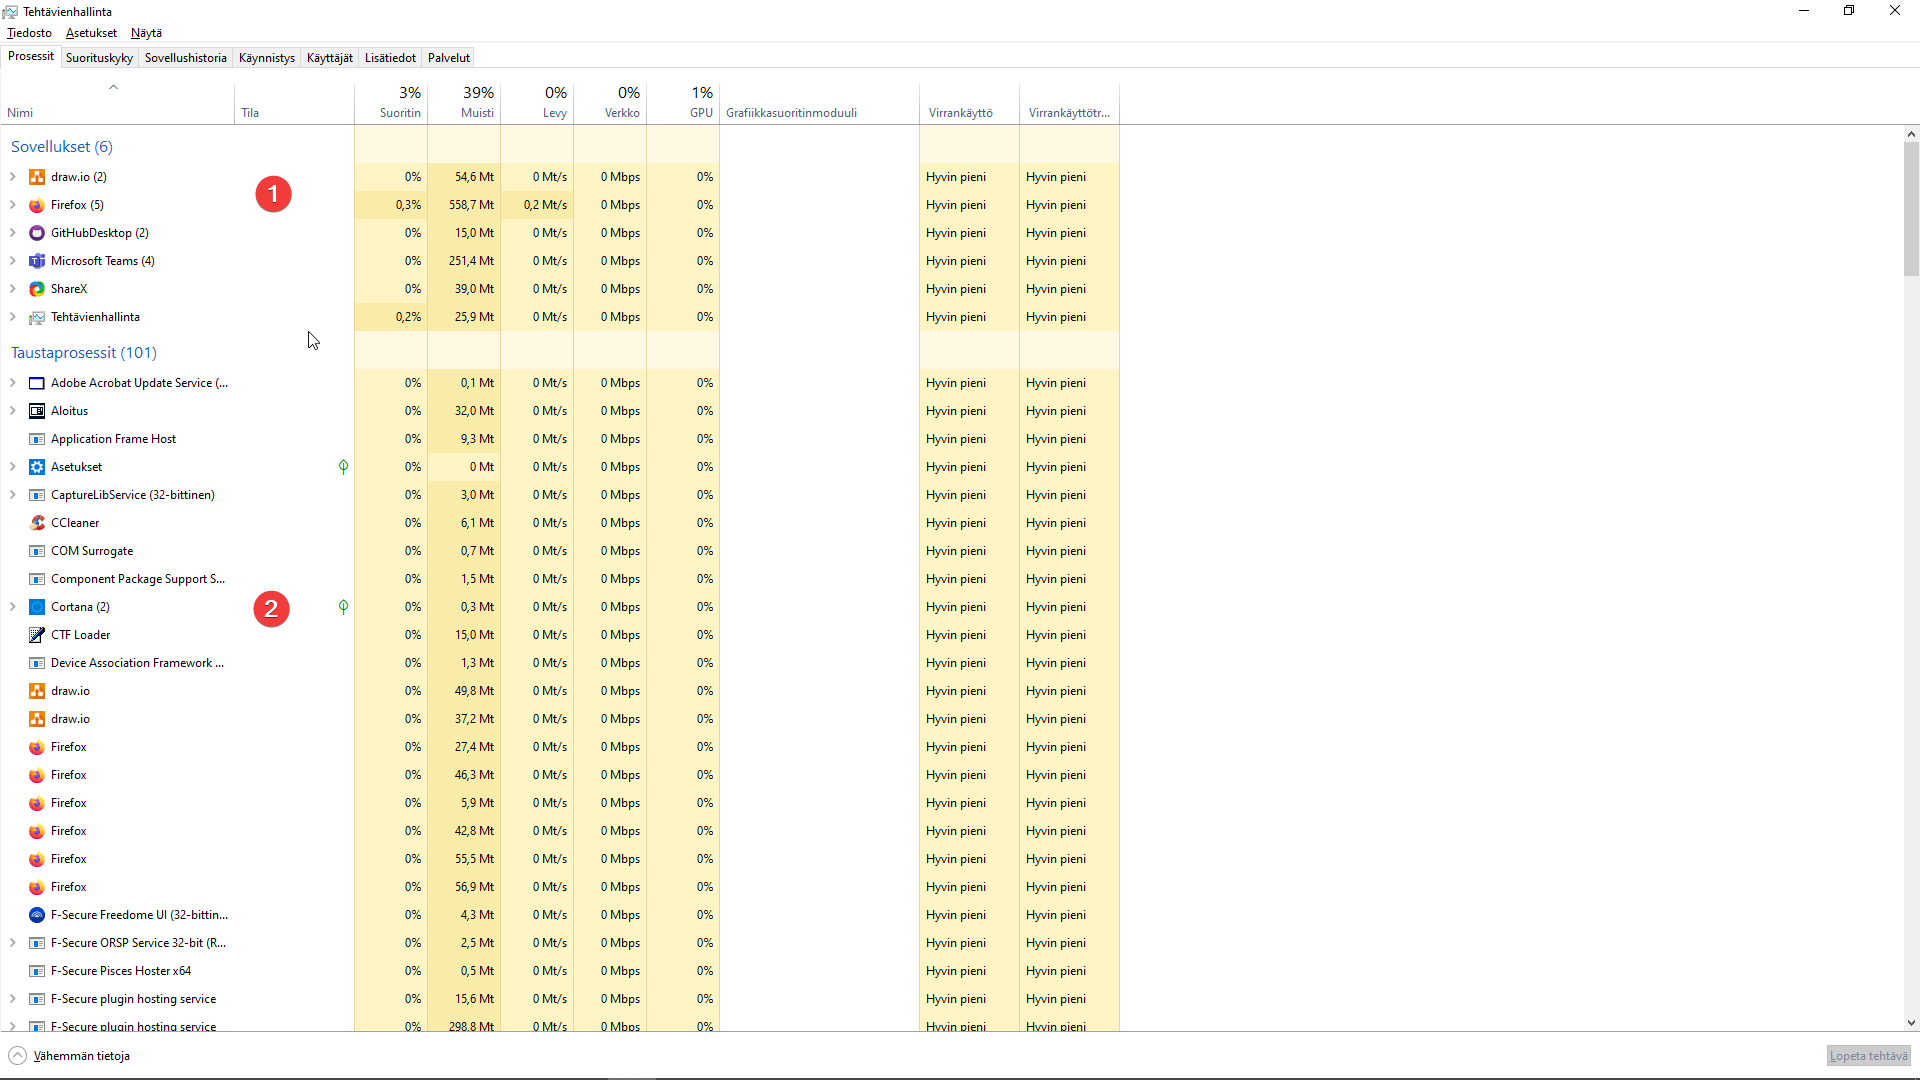 Tehtävienhallinta
Tiedosto Asetukset Näytä
Prosessit Suorituskyky Sovellushistoria Käynnistys Käyttäjät Lisätiedot Palvelut
3% 39% 0% 0% 1%
Nimi Tila Suoritin Muisti Levy Verkko GPU Grafiikkasuoritinmoduuli Virrankäyttö Virrankäyttötr...
Sovellukset (6)
draw.io (2) 0% 54,6 Mt 0 Mt/s 0 Mbps 0% Hyvin pieni Hyvin pieni
1
Firefox (5) 0,3% 558,7 Mt 0,2 Mt/s 0 Mbps 0% Hyvin pieni Hyvin pieni
GitHubDesktop (2) 0% 15,0 Mt 0 Mt/s 0 Mbps 0% Hyvin pieni Hyvin pieni
Microsoft Teams (4) 0% 251,4 Mt 0 Mt/s 0 Mbps 0% Hyvin pieni Hyvin pieni
ShareX 0% 39,0 Mt 0 Mt/s 0 Mbps 0% Hyvin pieni Hyvin pieni
Tehtävienhallinta 0,2% 25,9 Mt 0 Mt/s 0 Mbps 0% Hyvin pieni Hyvin pieni
Taustaprosessit (101)
Adobe Acrobat Update Service (... 0% 0,1 Mt 0 Mt/s 0 Mbps 0% Hyvin pieni Hyvin pieni
Aloitus 0% 32,0 Mt 0 Mt/s 0 Mbps 0% Hyvin pieni Hyvin pieni
Application Frame Host 0% 9,3 Mt 0 Mt/s 0 Mbps 0% Hyvin pieni Hyvin pieni
Asetukset 0% 0 Mt 0 Mt/s 0 Mbps 0% Hyvin pieni Hyvin pieni
CaptureLibService (32-bittinen) 0% 3,0 Mt 0 Mt/s 0 Mbps 0% Hyvin pieni Hyvin pieni
CCleaner 0% 6,1 Mt 0 Mt/s 0 Mbps 0% Hyvin pieni Hyvin pieni
COM Surrogate 0% 0,7 Mt 0 Mt/s 0 Mbps 0% Hyvin pieni Hyvin pieni
Component Package Support S... 0% 1,5 Mt 0 Mt/s 0 Mbps 0% Hyvin pieni Hyvin pieni
Cortana (2) 2 0% 0,3 Mt 0 Mt/s 0 Mbps 0% Hyvin pieni Hyvin pieni
CTF Loader 0% 15,0 Mt 0 Mt/s 0 Mbps 0% Hyvin pieni Hyvin pieni
Device Association Framework ... 0% 1,3 Mt 0 Mt/s 0 Mbps 0% Hyvin pieni Hyvin pieni
draw.io 0% 49,8 Mt 0 Mt/s 0 Mbps 0% Hyvin pieni Hyvin pieni
draw.io 0% 37,2 Mt 0 Mt/s 0 Mbps 0% Hyvin pieni Hyvin pieni
Firefox 0% 27,4 Mt 0 Mt/s 0 Mbps 0% Hyvin pieni Hyvin pieni
Firefox 0% 46,3 Mt 0 Mt/s 0 Mbps 0% Hyvin pieni Hyvin pieni
Firefox 0% 5,9 Mt 0 Mt/s 0 Mbps 0% Hyvin pieni Hyvin pieni
Firefox 0% 42,8 Mt 0 Mt/s 0 Mbps 0% Hyvin pieni Hyvin pieni
Firefox 0% 55,5 Mt 0 Mt/s 0 Mbps 0% Hyvin pieni Hyvin pieni
Firefox 0% 56,9 Mt 0 Mt/s 0 Mbps 0% Hyvin pieni Hyvin pieni
F-Secure Freedome UI (32-bittin... 0% 4,3 Mt 0 Mt/s 0 Mbps 0% Hyvin pieni Hyvin pieni
F-Secure ORSP Service 32-bit (R... 0% 2,5 Mt 0 Mt/s 0 Mbps 0% Hyvin pieni Hyvin pieni
F-Secure Pisces Hoster x64 0% 0,5 Mt 0 Mt/s 0 Mbps 0% Hyvin pieni Hyvin pieni
F-Secure plugin hosting service 0% 15,6 Mt 0 Mt/s 0 Mbps 0% Hyvin pieni Hyvin pieni
F-Secure plugin hosting service 0% 298,8 Mt 0 Mt/s 0 Mbps 0% Hyvin pieni Hyvin pieni
Vähemmän tietoja Lopeta tehtävä